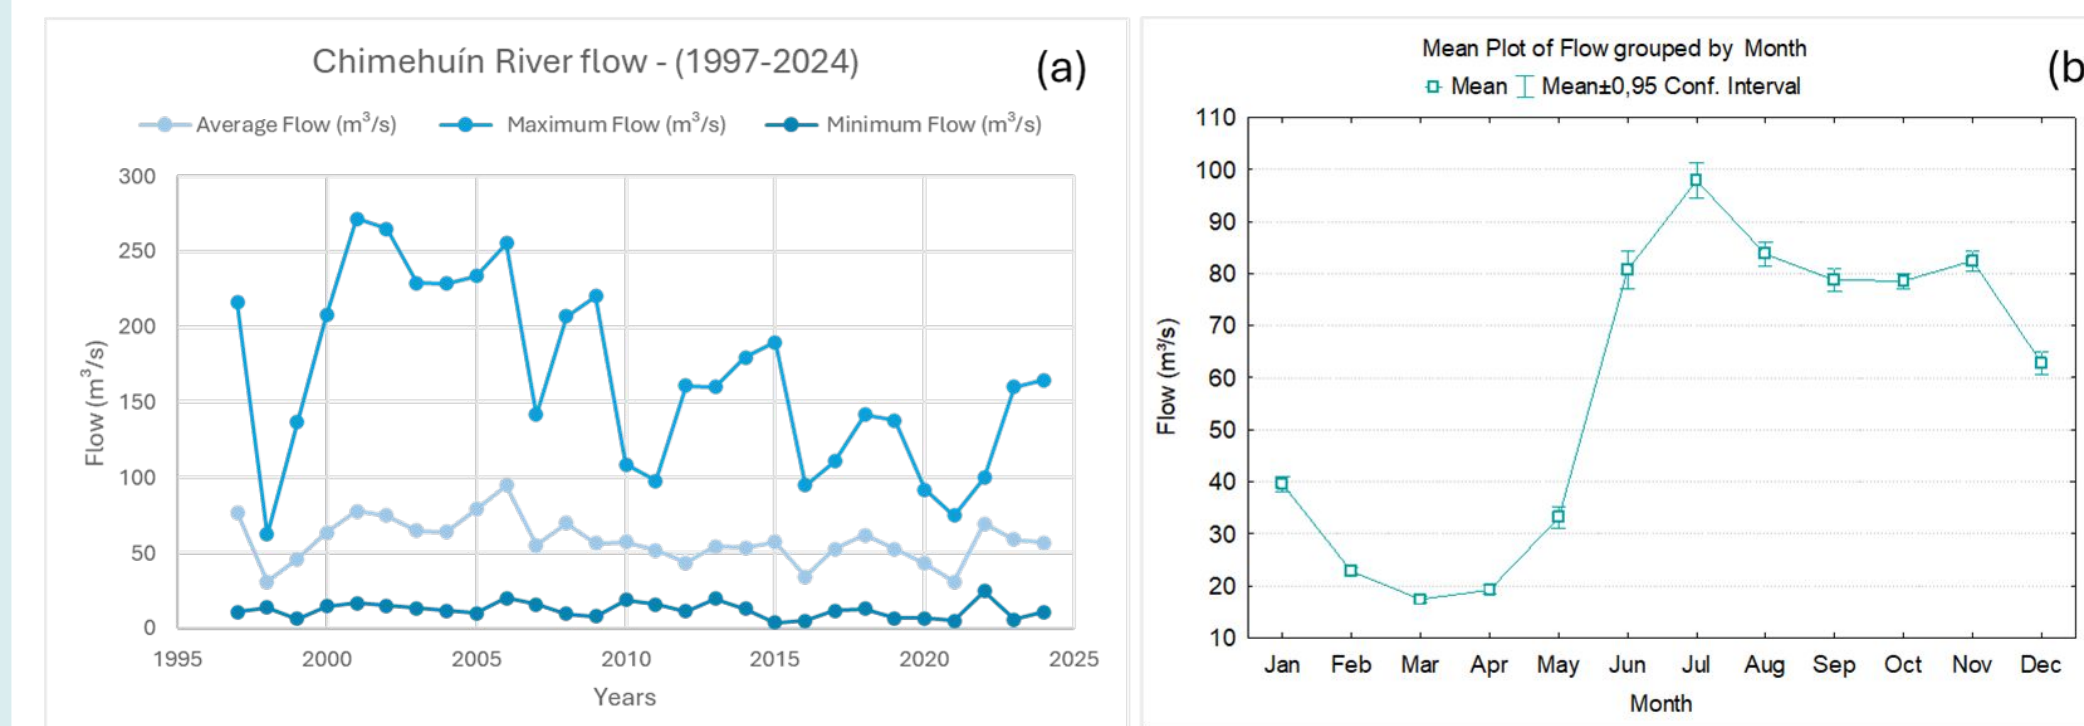 Chimehuín River flow - (1997-2024)
(a)
Average Flow (m³/s) Maximum Flow (m³/s) Minimum Flow (m³/s)
300
250
200
150
100
50
0
Flow (m³/s)
1995 2000 2005 2010 2015 2020 2025
Years
Mean Plot of Flow grouped by Month
(b
Mean Mean±0,95 Conf. Interval
110
100
90
80
70
60
50
40
30
20
10
Flow (m³/s)
Jan Feb Mar Apr May Jun Jul Aug Sep Oct Nov Dec
Month